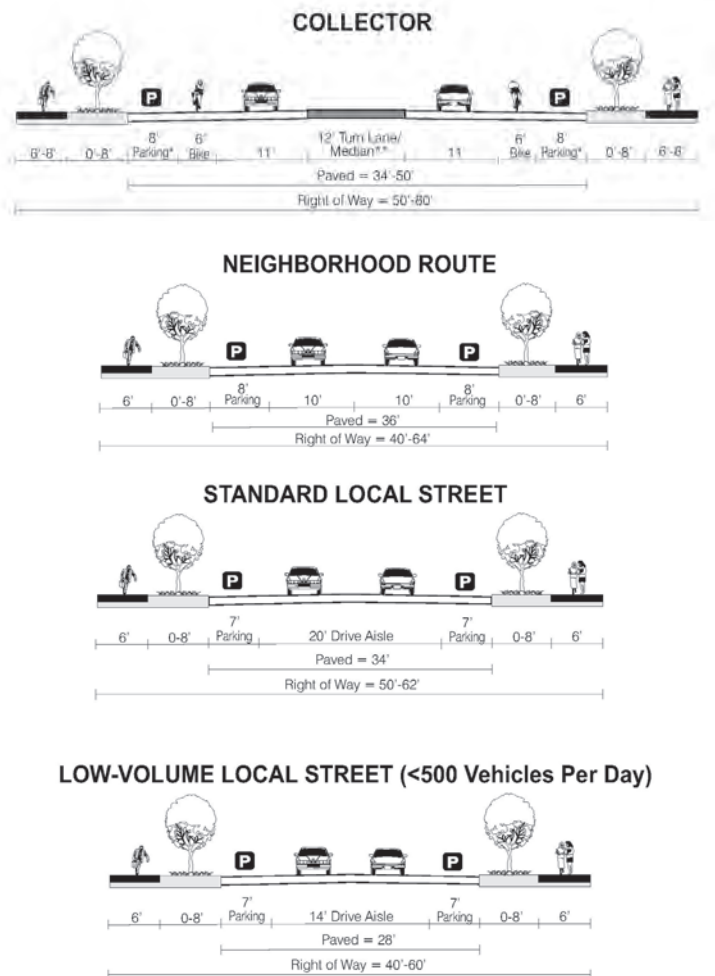 COLLECTOR
P P
8' 6' 12' Turn Lane/ 6' 8'
6'-8' 0'-8' Parking* Bike 11' Median** 11' Bike Parking* 0'-8' 6'-8'
Paved = 34'-50'
Right of Way = 50'-80'
NEIGHBORHOOD ROUTE
P P
8' 8'
6' 0'-8' Parking 10' 10' Parking 0'-8' 6'
Paved = 36'
Right of Way = 40'-64'
STANDARD LOCAL STREET
P P
7' 7'
6' 0-8' Parking 20' Drive Aisle Parking 0-8' 6'
Paved = 34'
Right of Way = 50'-62'
LOW-VOLUME LOCAL STREET (<500 Vehicles Per Day)
P P
7' 7'
6' 0-8' Parking 14' Drive Aisle Parking 0-8' 6'
Paved = 28'
Right of Way = 40'-60'